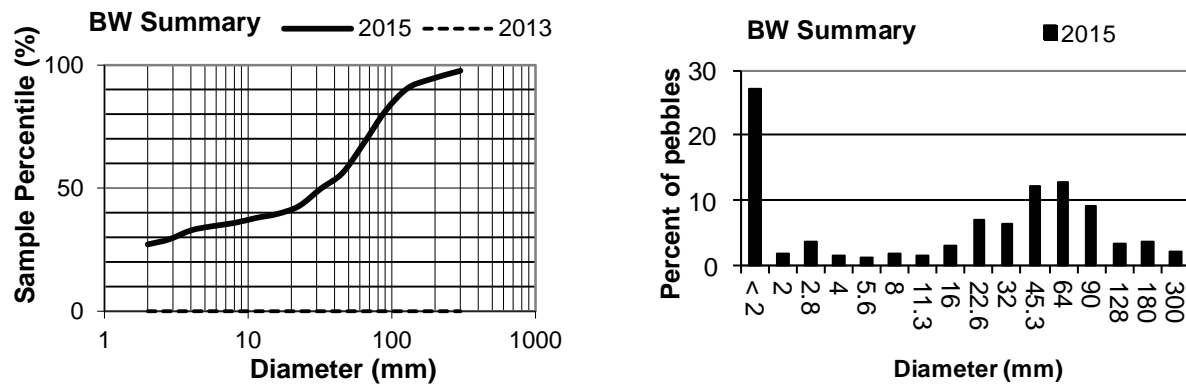 BW Summary 2015 2013
Sample Percentile (%)
100
50
0
1 10 100 1000
Diameter (mm)
BW Summary 2015
Percent of pebbles
30
20
10
0
< 2 2 2.8 4 5.6 8 11.3 16 22.6 32 45.3 64 90 128 180 300
Diameter (mm)